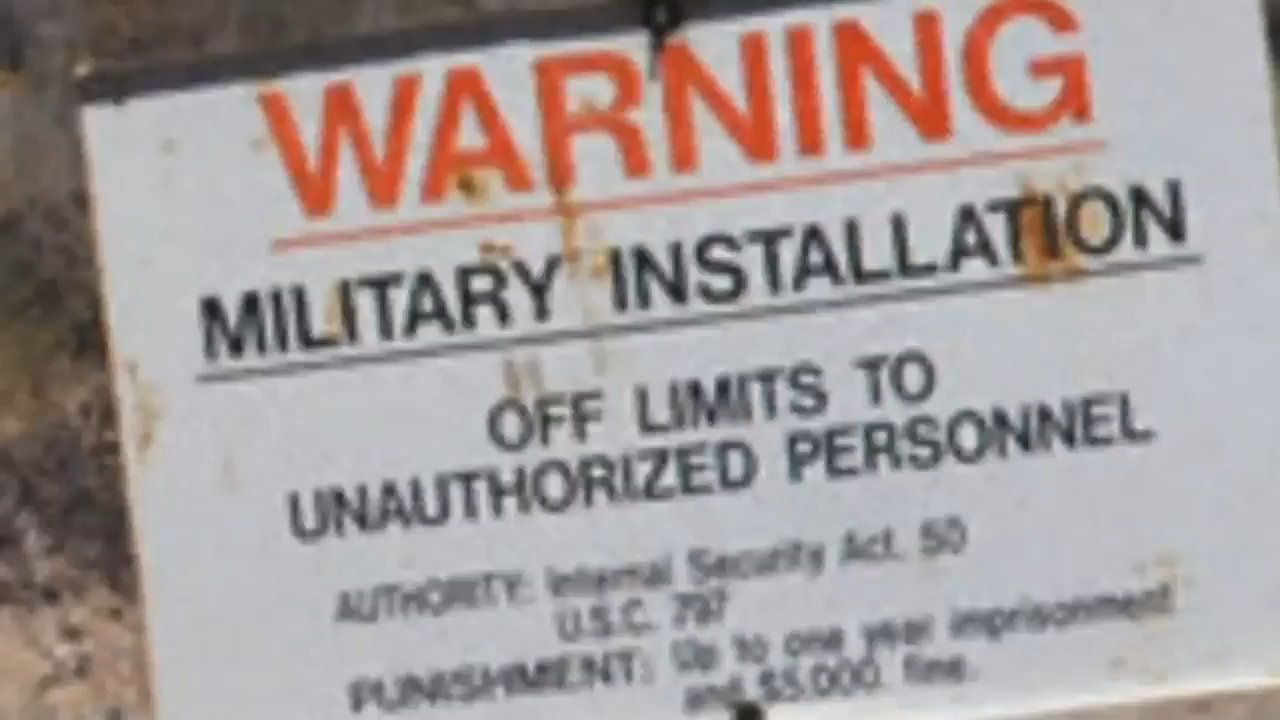 WARNING
MILITARY INSTALLATION
OFF LIMITS TO
UNAUTHORIZED PERSONNEL
AUTHORITY: Internal Security Act. 50
U.S.C. 797
PUNISHMENT: Up to one year imprisonment
and $5,000. fine.